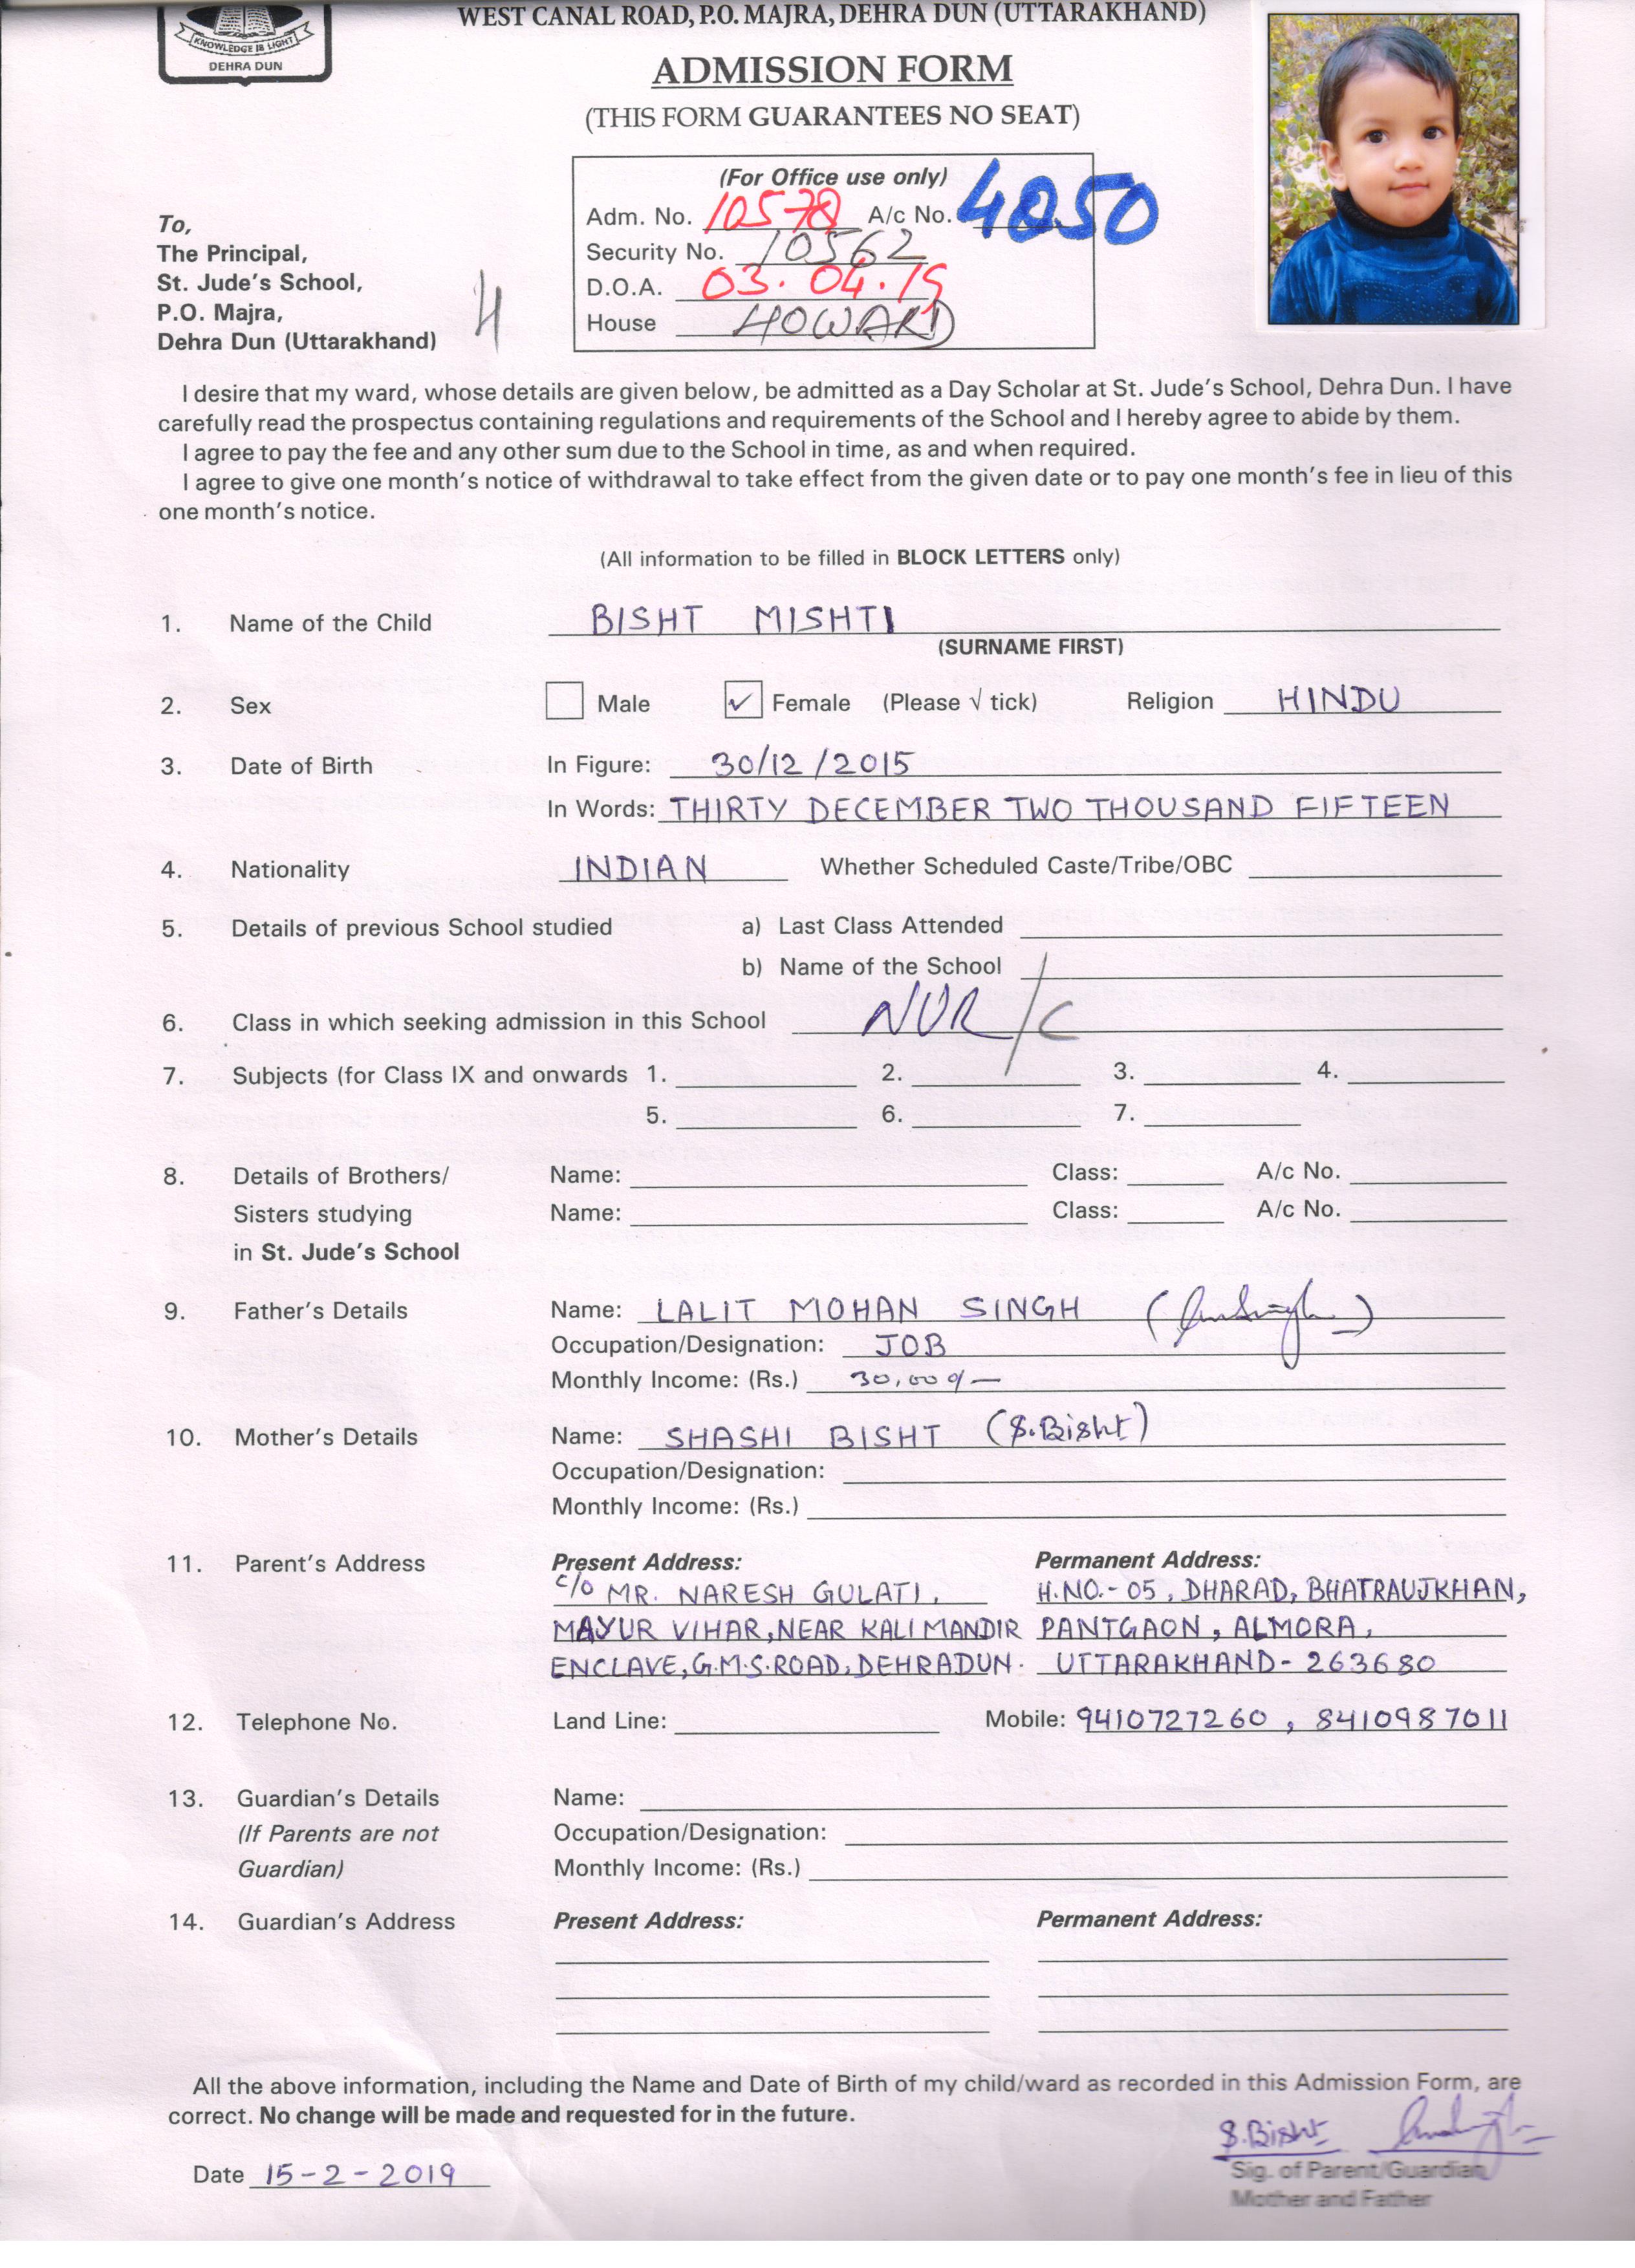 KNOWLEDGE IS LIGHT
DEHRA DUN
WEST CANAL ROAD, P.O. MAJRA, DEHRA DUN (UTTARAKHAND)
ADMISSION FORM
(THIS FORM GUARANTEES NO SEAT)
(For Office use only)
Adm. No. 10578 A/c No. 4050
Security No. 10562
D.O.A. 03.04.19
House HOWARD
To,
The Principal,
St. Jude's School,
P.O. Majra,
Dehra Dun (Uttarakhand)
4
I desire that my ward, whose details are given below, be admitted as a Day Scholar at St. Jude's School, Dehra Dun. I have
carefully read the prospectus containing regulations and requirements of the School and I hereby agree to abide by them.
I agree to pay the fee and any other sum due to the School in time, as and when required.
I agree to give one month's notice of withdrawal to take effect from the given date or to pay one month's fee in lieu of this
one month's notice.
(All information to be filled in BLOCK LETTERS only)
1. Name of the Child BISHT MISHTI
(SURNAME FIRST)
2. Sex Male ✓ Female (Please √ tick) Religion HINDU
3. Date of Birth In Figure: 30/12/2015
In Words: THIRTY DECEMBER TWO THOUSAND FIFTEEN
4. Nationality INDIAN Whether Scheduled Caste/Tribe/OBC
5. Details of previous School studied a) Last Class Attended
b) Name of the School
6. Class in which seeking admission in this School NUR/C
7. Subjects (for Class IX and onwards 1. 2. 3. 4.
5. 6. 7.
8. Details of Brothers/ Name: Class: A/c No.
Sisters studying Name: Class: A/c No.
in St. Jude's School
9. Father's Details Name: LALIT MOHAN SINGH
Occupation/Designation: JOB
Monthly Income: (Rs.) 30,000/-
10. Mother's Details Name: SHASHI BISHT (S.Bisht)
Occupation/Designation:
Monthly Income: (Rs.)
11. Parent's Address Present Address: Permanent Address:
C/o MR. NARESH GULATI, H.NO.-05, DHARAD, BHATRAUJKHAN,
MAYUR VIHAR, NEAR KALI MANDIR PANTGAON, ALMORA,
ENCLAVE, G.M.S. ROAD, DEHRADUN. UTTARAKHAND-263680
12. Telephone No. Land Line: Mobile: 9410727260, 8410987011
13. Guardian's Details Name:
(If Parents are not Occupation/Designation:
Guardian) Monthly Income: (Rs.)
14. Guardian's Address Present Address: Permanent Address:
All the above information, including the Name and Date of Birth of my child/ward as recorded in this Admission Form, are
correct. No change will be made and requested for in the future.
S.Bisht
Date 15-2-2019 Sig. of Parent/Guardian
Mother and Father